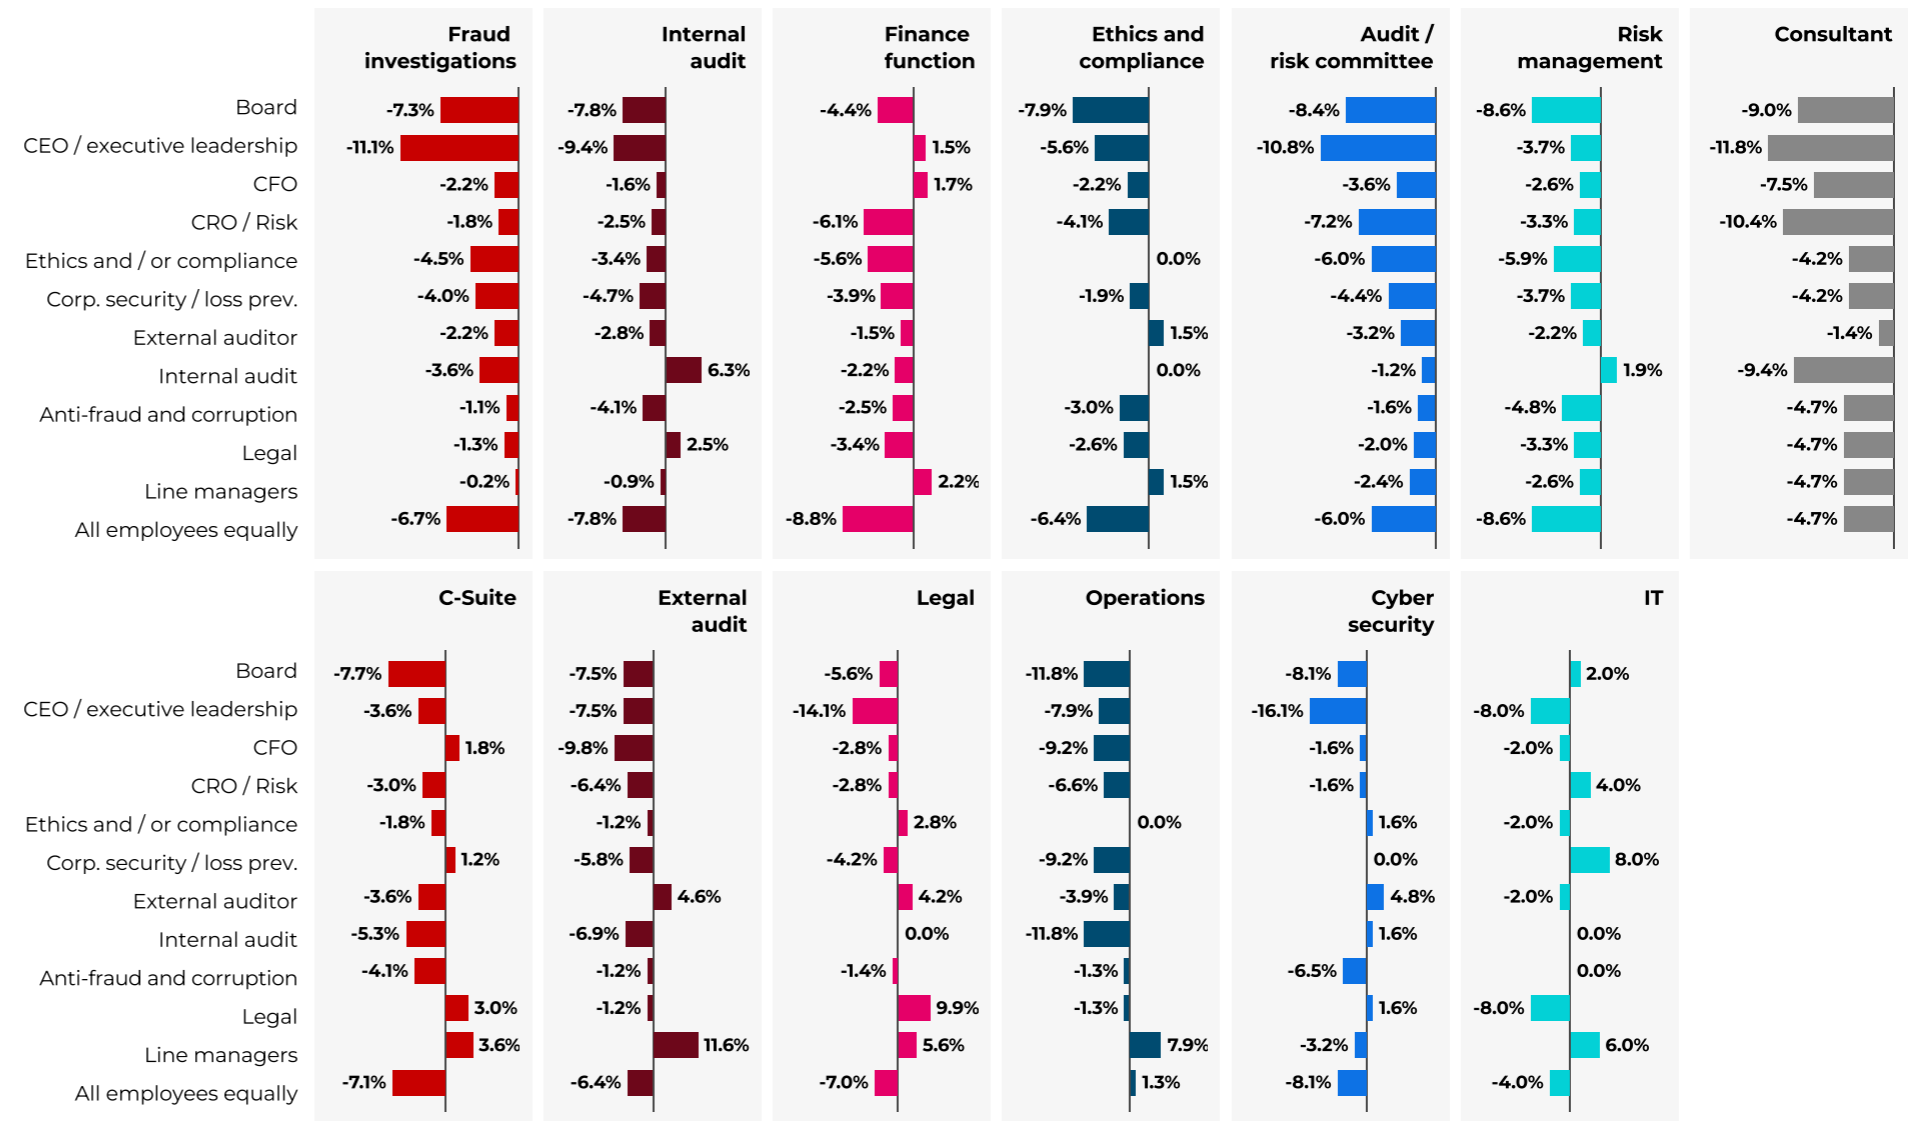 Fraud
investigations
Internal
audit
Finance
function
Ethics and
compliance
Audit /
risk committee
Risk
management
Consultant
Board -7.3% -7.8% -4.4% -7.9% -8.4% -8.6% -9.0%
CEO / executive leadership -11.1% -9.4% 1.5% -5.6% -10.8% -3.7% -11.8%
CFO -2.2% -1.6% 1.7% -2.2% -3.6% -2.6% -7.5%
CRO / Risk -1.8% -2.5% -6.1% -4.1% -7.2% -3.3% -10.4%
Ethics and / or compliance -4.5% -3.4% -5.6% 0.0% -6.0% -5.9% -4.2%
Corp. security / loss prev. -4.0% -4.7% -3.9% -1.9% -4.4% -3.7% -4.2%
External auditor -2.2% -2.8% -1.5% 1.5% -3.2% -2.2% -1.4%
Internal audit -3.6% 6.3% -2.2% 0.0% -1.2% 1.9% -9.4%
Anti-fraud and corruption -1.1% -4.1% -2.5% -3.0% -1.6% -4.8% -4.7%
Legal -1.3% 2.5% -3.4% -2.6% -2.0% -3.3% -4.7%
Line managers -0.2% -0.9% 2.2% 1.5% -2.4% -2.6% -4.7%
All employees equally -6.7% -7.8% -8.8% -6.4% -6.0% -8.6% -4.7%
C-Suite
External
audit
Legal
Operations
Cyber
security
IT
Board -7.7% -7.5% -5.6% -11.8% -8.1% 2.0%
CEO / executive leadership -3.6% -7.5% -14.1% -7.9% -16.1% -8.0%
CFO 1.8% -9.8% -2.8% -9.2% -1.6% -2.0%
CRO / Risk -3.0% -6.4% -2.8% -6.6% -1.6% 4.0%
Ethics and / or compliance -1.8% -1.2% 2.8% 0.0% 1.6% -2.0%
Corp. security / loss prev. 1.2% -5.8% -4.2% -9.2% 0.0% 8.0%
External auditor -3.6% 4.6% 4.2% -3.9% 4.8% -2.0%
Internal audit -5.3% -6.9% 0.0% -11.8% 1.6% 0.0%
Anti-fraud and corruption -4.1% -1.2% -1.4% -1.3% -6.5% 0.0%
Legal 3.0% -1.2% 9.9% -1.3% 1.6% -8.0%
Line managers 3.6% 11.6% 5.6% 7.9% -3.2% 6.0%
All employees equally -7.1% -6.4% -7.0% 1.3% -8.1% -4.0%